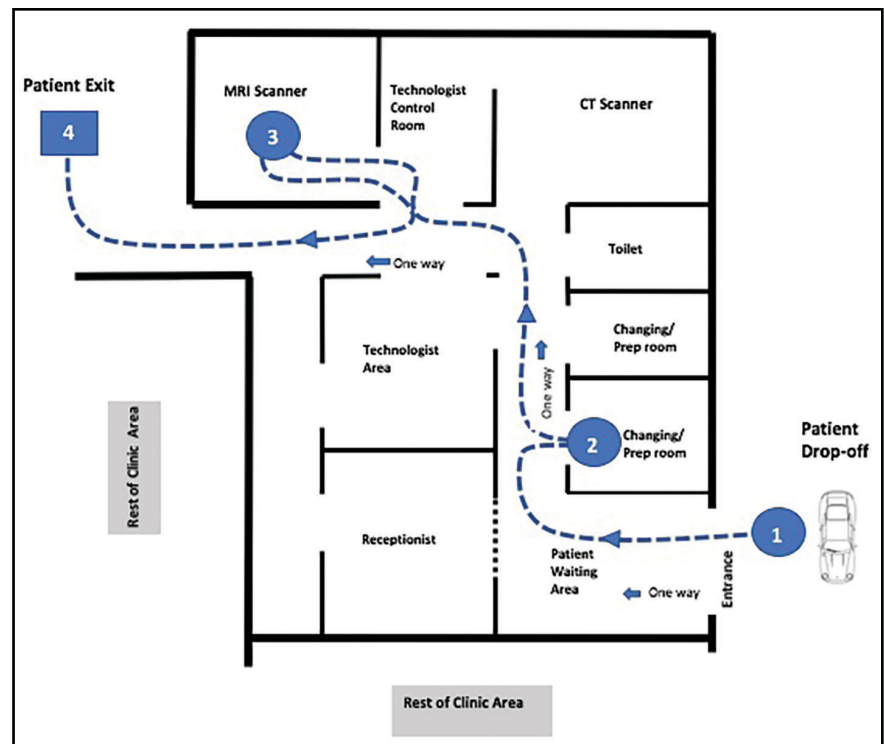 Patient Exit
4
MRI Scanner
3
Technologist
Control
Room
CT Scanner
Toilet
One way
Changing/
Prep room
Technologist
Area
One way
2
Changing/
Prep room
Patient
Drop-off
1
Rest of Clinic Area
Receptionist
Patient
Waiting
Area
One way
Entrance
Rest of Clinic Area